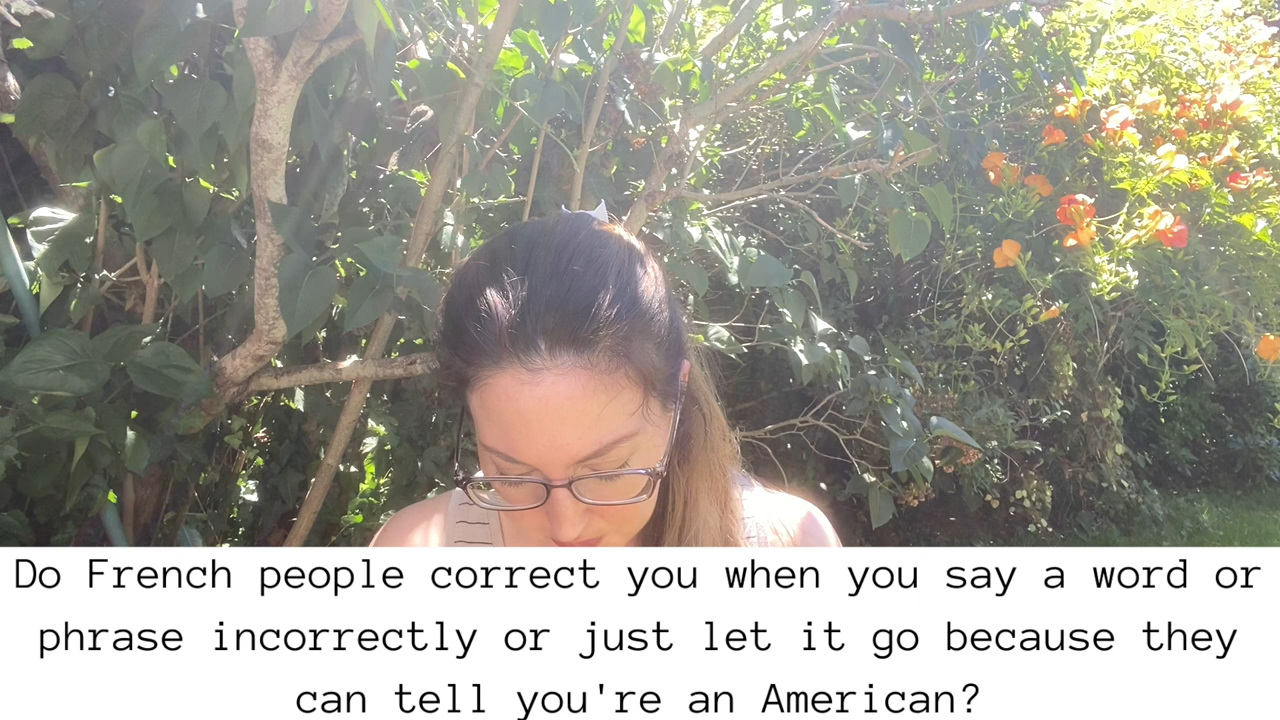 Do French people correct you when you say a word or
phrase incorrectly or just let it go because they
can tell you're an American?